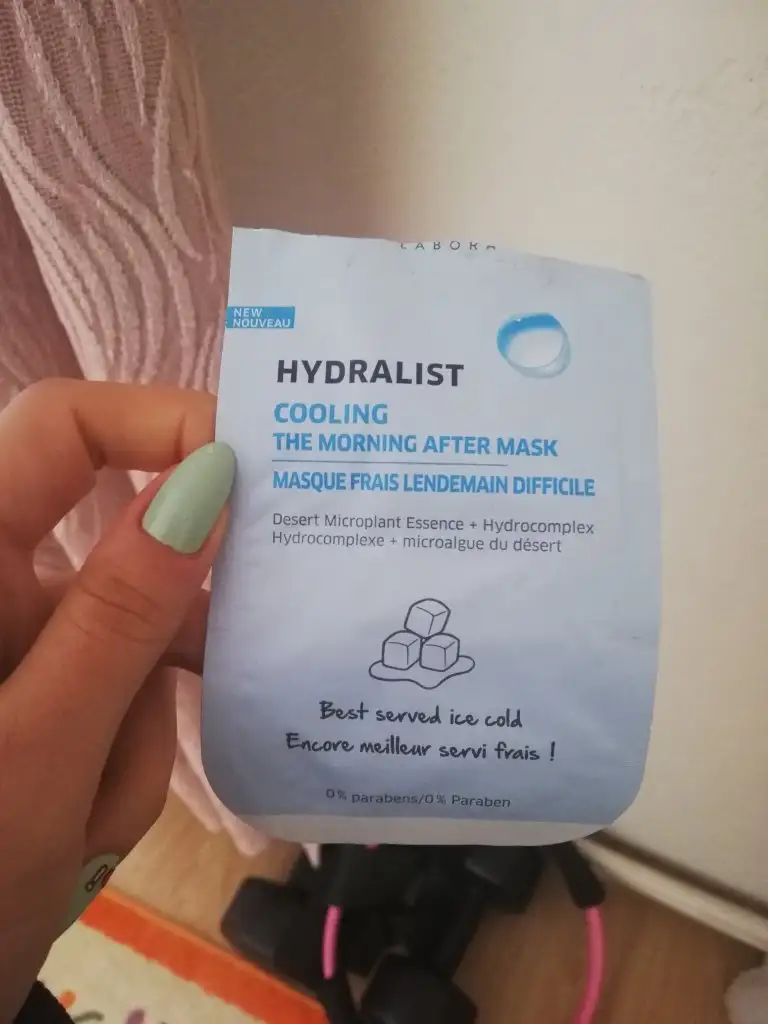 LABORA
NEW
NOUVEAU
HYDRALIST
COOLING
THE MORNING AFTER MASK
MASQUE FRAIS LENDEMAIN DIFFICILE
Desert Microplant Essence + Hydrocomplex
Hydrocomplexe + microalgue du désert
Best served ice cold
Encore meilleur servi frais !
0% parabens/0% Paraben